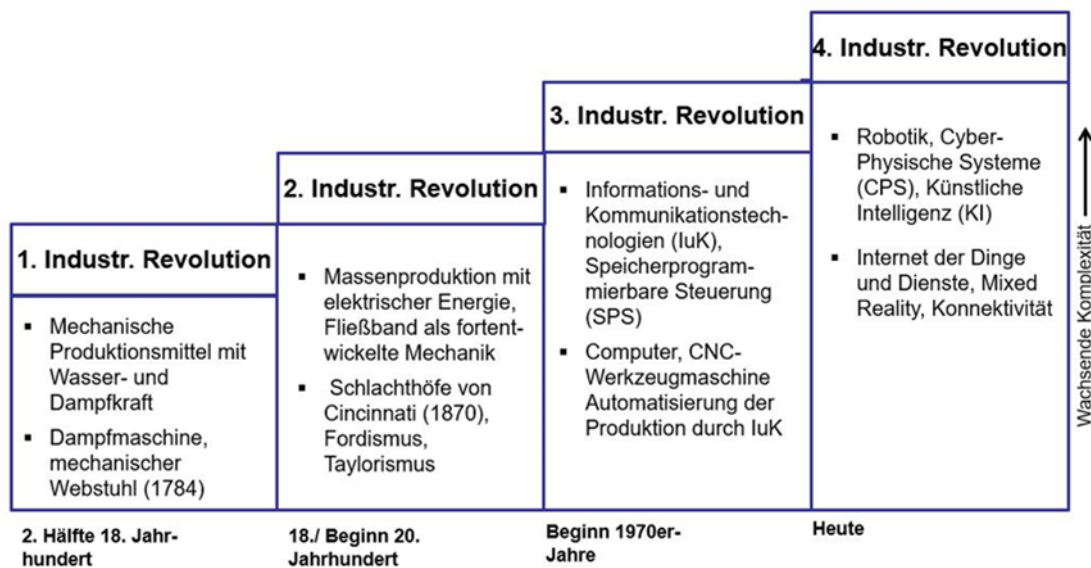 1. Industr. Revolution
▪ Mechanische
Produktionsmittel mit
Wasser- und
Dampfkraft
▪ Dampfmaschine,
mechanischer
Webstuhl (1784)
2. Hälfte 18. Jahr-
hundert
2. Industr. Revolution
▪ Massenproduktion mit
elektrischer Energie,
Fließband als fortent-
wickelte Mechanik
▪ Schlachthöfe von
Cincinnati (1870),
Fordismus,
Taylorismus
18./ Beginn 20.
Jahrhundert
3. Industr. Revolution
▪ Informations- und
Kommunikationstech-
nologien (IuK),
Speicherprogram-
mierbare Steuerung
(SPS)
▪ Computer, CNC-
Werkzeugmaschine
Automatisierung der
Produktion durch IuK
Beginn 1970er-
Jahre
4. Industr. Revolution
▪ Robotik, Cyber-
Physische Systeme
(CPS), Künstliche
Intelligenz (KI)
▪ Internet der Dinge
und Dienste, Mixed
Reality, Konnektivität
Heute
Wachsende Komplexität